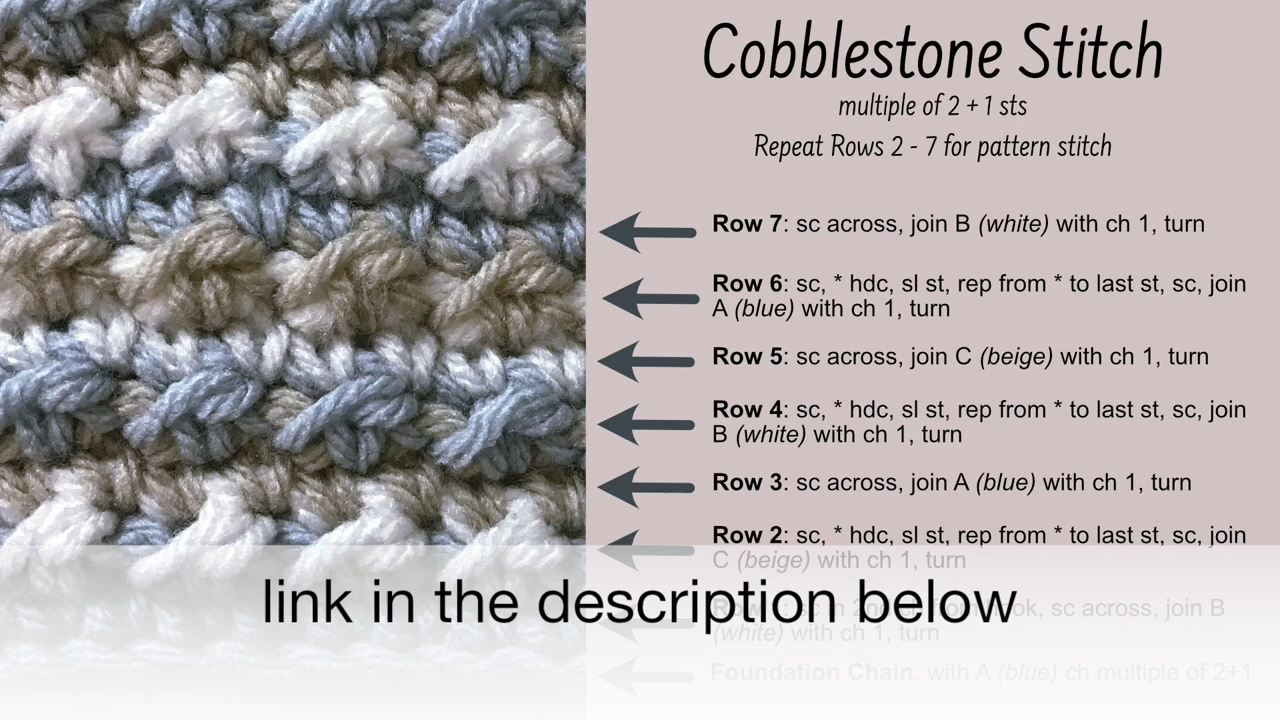 Cobblestone Stitch
multiple of 2 + 1 sts
Repeat Rows 2 - 7 for pattern stitch
Row 7: sc across, join B (white) with ch 1, turn
Row 6: sc, * hdc, sl st, rep from * to last st, sc, join
A (blue) with ch 1, turn
Row 5: sc across, join C (beige) with ch 1, turn
Row 4: sc, * hdc, sl st, rep from * to last st, sc, join
B (white) with ch 1, turn
Row 3: sc across, join A (blue) with ch 1, turn
Row 2: sc, * hdc, sl st, rep from * to last st, sc, join
C (beige) with ch 1, turn
link in the description below
sc in 2nd hook, sc across, join B
(white) with ch 1, turn
Foundation Chain: with A (blue) ch multiple of 2+1